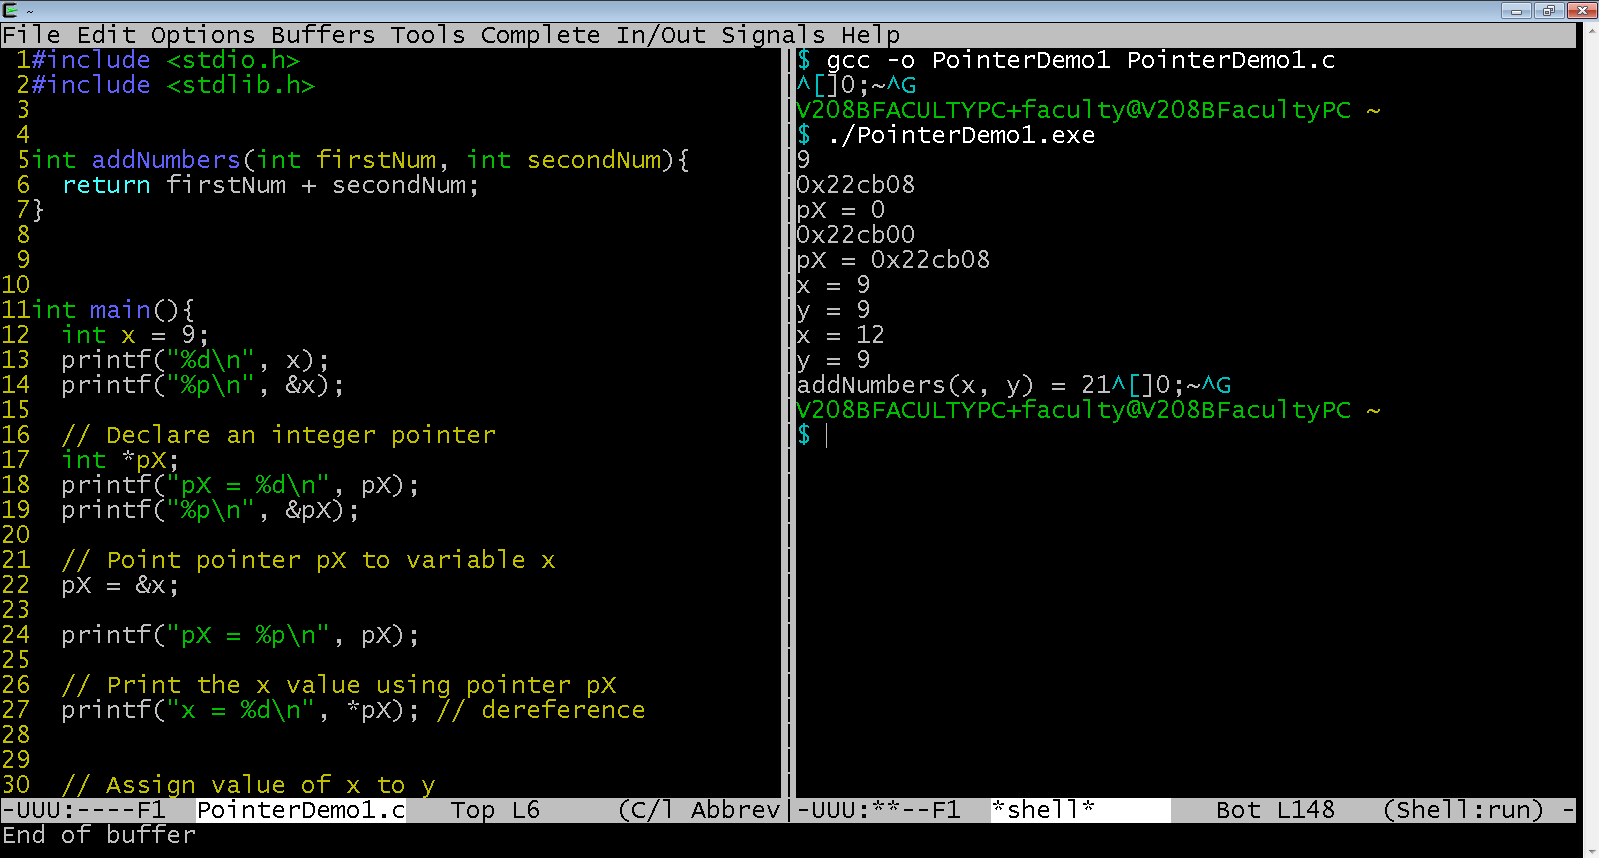 ~
File Edit Options Buffers Tools Complete In/Out Signals Help
1#include <stdio.h>
2#include <stdlib.h>
3
4
5int addNumbers(int firstNum, int secondNum){
6  return firstNum + secondNum;
7}
8
9
10
11int main(){
12  int x = 9;
13  printf("%d\n", x);
14  printf("%p\n", &x);
15
16  // Declare an integer pointer
17  int *pX;
18  printf("pX = %d\n", pX);
19  printf("%p\n", &pX);
20
21  // Point pointer pX to variable x
22  pX = &x;
23
24  printf("pX = %p\n", pX);
25
26  // Print the x value using pointer pX
27  printf("x = %d\n", *pX); // dereference
28
29
30  // Assign value of x to y
-UUU:----F1  PointerDemo1.c   Top L6     (C/l Abbrev
$ gcc -o PointerDemo1 PointerDemo1.c
^[]0;~^G
V208BFACULTYPC+faculty@V208BFacultyPC ~
$ ./PointerDemo1.exe
9
0x22cb08
pX = 0
0x22cb00
pX = 0x22cb08
x = 9
y = 9
x = 12
y = 9
addNumbers(x, y) = 21^[]0;~^G
V208BFACULTYPC+faculty@V208BFacultyPC ~
$
-UUU:**--F1  *shell*        Bot L148   (Shell:run) -
End of buffer